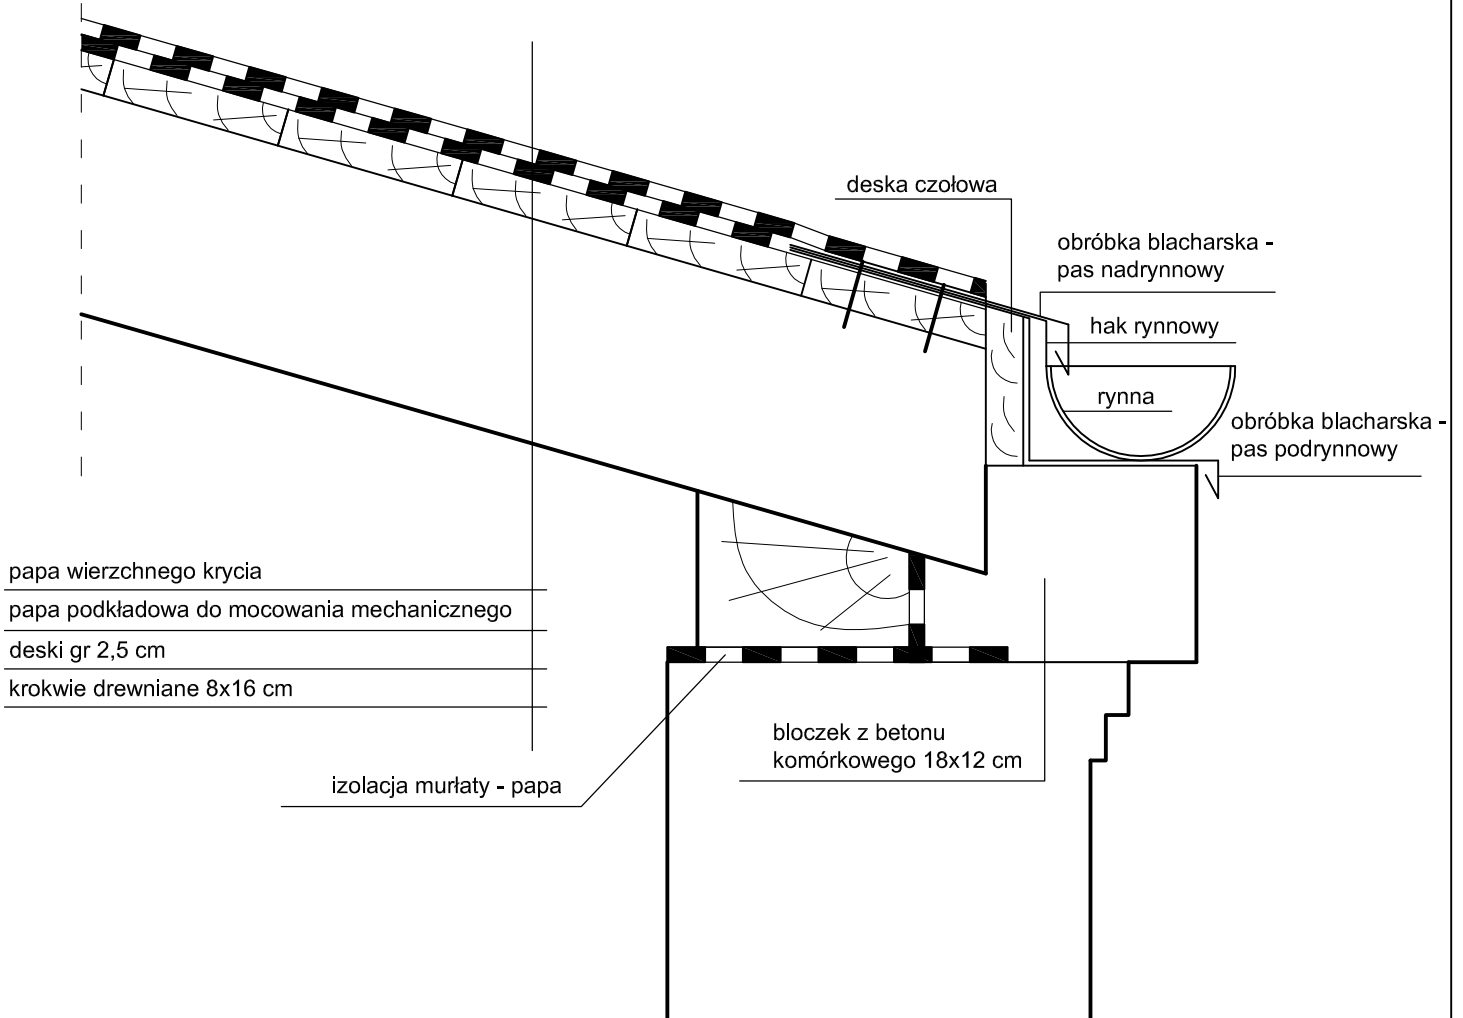 deska czołowa
obróbka blacharska -
pas nadrynnowy
hak rynnowy
rynna
obróbka blacharska -
pas podrynnowy
papa wierzchnego krycia
papa podkładowa do mocowania mechanicznego
deski gr 2,5 cm
krokwie drewniane 8x16 cm
bloczek z betonu
komórkowego 18x12 cm
izolacja murłaty - papa